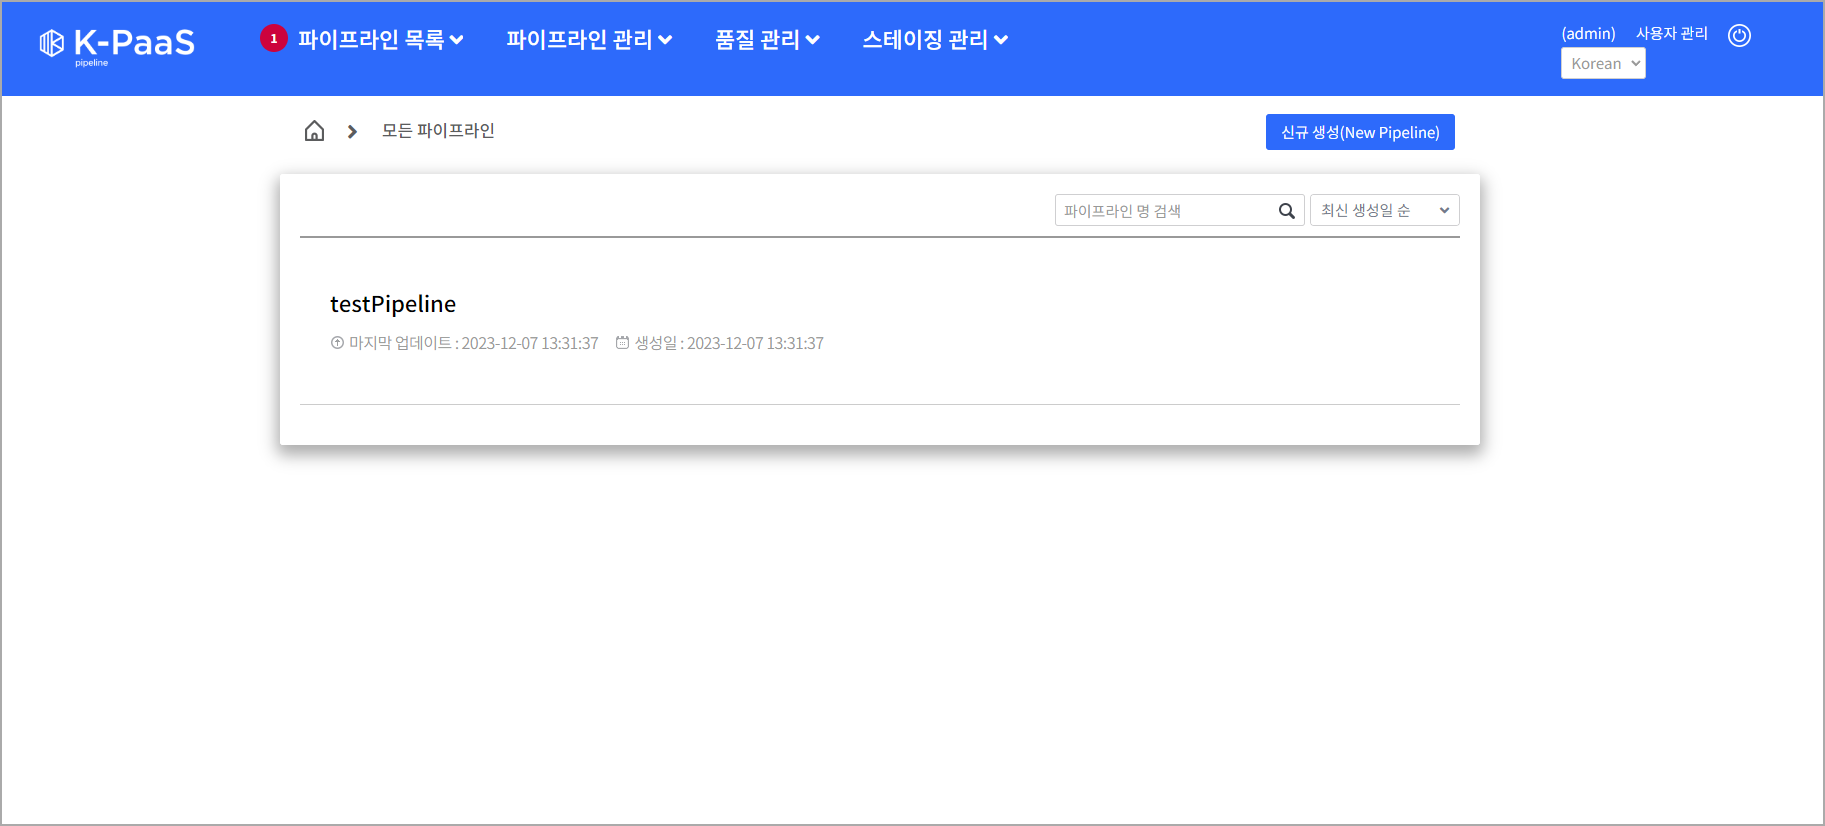 K-PaaS
pipeline
1 파이프라인 목록 파이프라인 관리 품질 관리 스테이징 관리
(admin) 사용자 관리
Korean
모든 파이프라인
신규 생성(New Pipeline)
파이프라인 명 검색
최신 생성일 순
testPipeline
마지막 업데이트 : 2023-12-07 13:31:37 생성일 : 2023-12-07 13:31:37